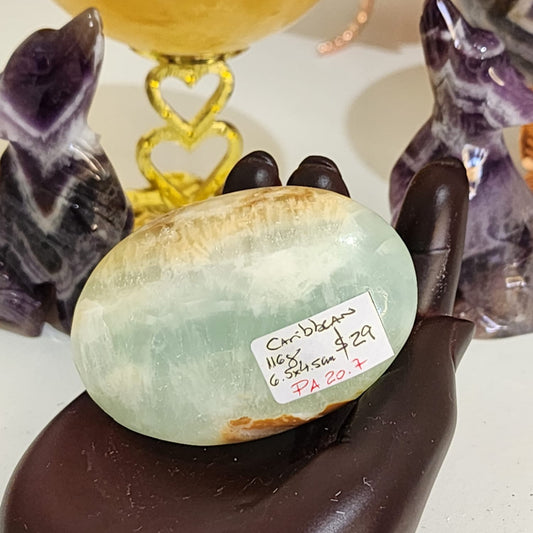 Caribbean
116g $29
6.5x4.5cm
PA 20.7